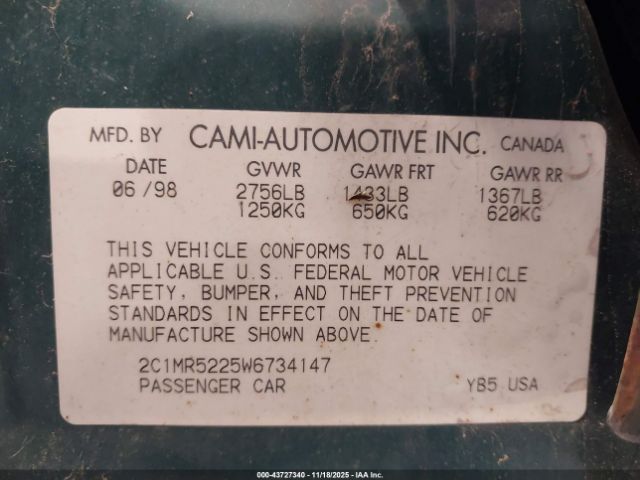 MFD. BY CAMI-AUTOMOTIVE INC. CANADA
DATE GVWR GAWR FRT GAWR RR
06 /98 2756LB 1433LB 1367LB
1250KG 650KG 620KG
THIS VEHICLE CONFORMS TO ALL
APPLICABLE U.S. FEDERAL MOTOR VEHICLE
SAFETY, BUMPER, AND THEFT PREVENTION
STANDARDS IN EFFECT ON THE DATE OF
MANUFACTURE SHOWN ABOVE.
2C1MR5225W6734147
PASSENGER CAR YB5 USA
000-43727340 - 11/18/2025 - IAA Inc.